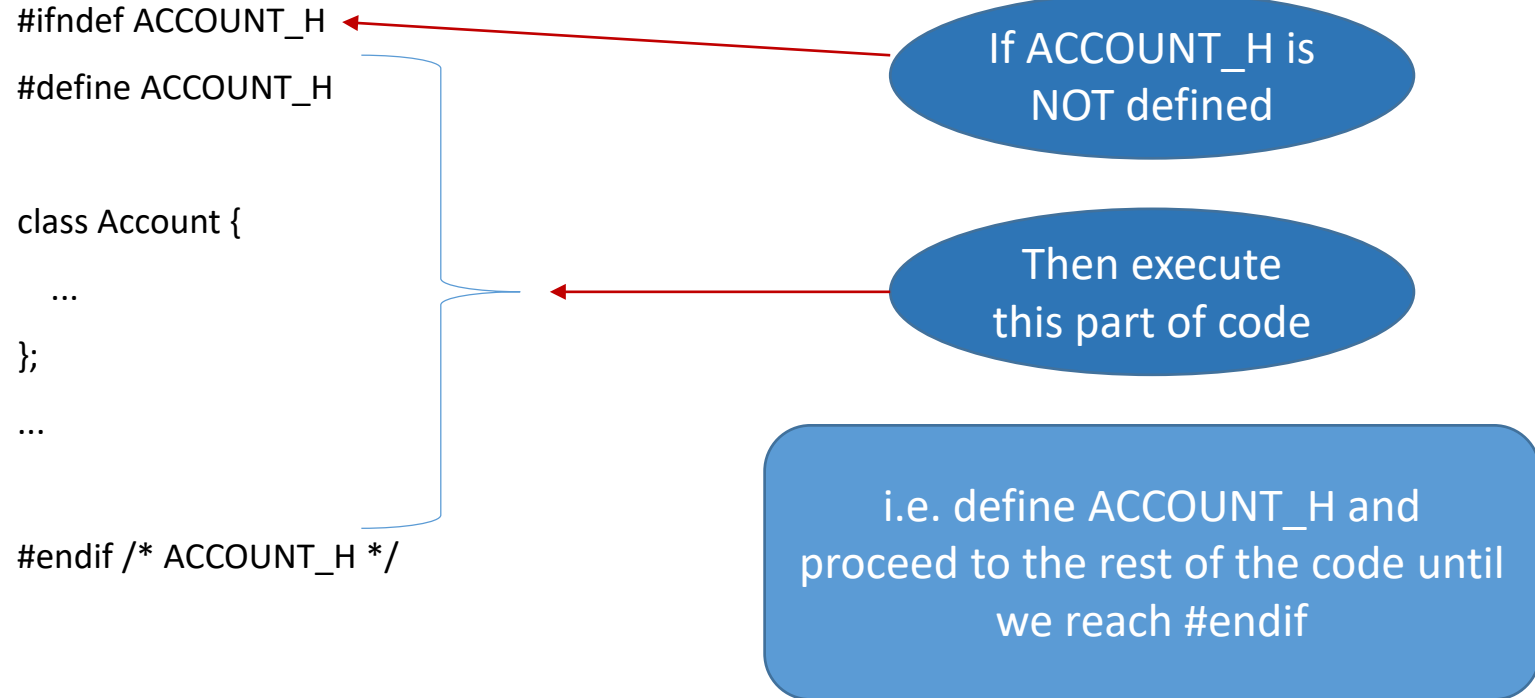 #ifndef ACCOUNT_H
#define ACCOUNT_H
class Account {
...
};
...
#endif /* ACCOUNT_H */
If ACCOUNT_H is
NOT defined
Then execute
this part of code
i.e. define ACCOUNT_H and
proceed to the rest of the code until
we reach #endif